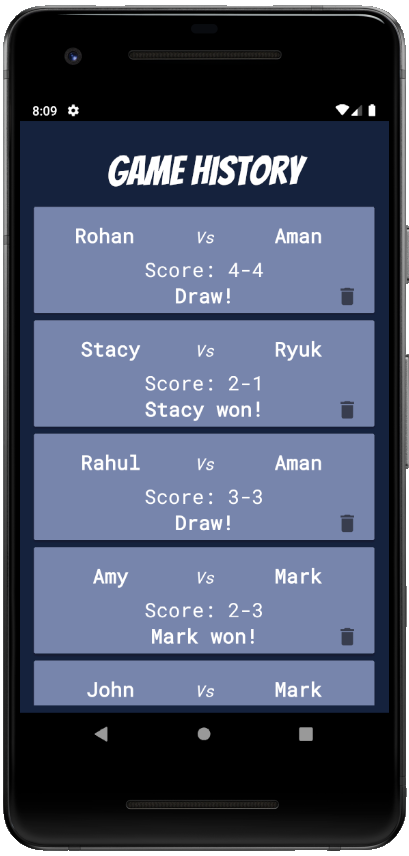 8:09
GAME HISTORY
Rohan Vs Aman
Score: 4-4
Draw!
Stacy Vs Ryuk
Score: 2-1
Stacy won!
Rahul Vs Aman
Score: 3-3
Draw!
Amy Vs Mark
Score: 2-3
Mark won!
John Vs Mark